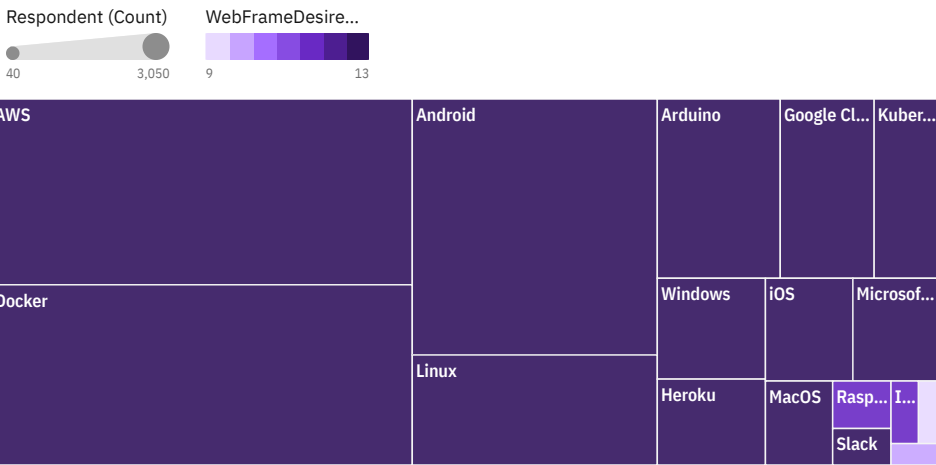 Respondent (Count) WebFrameDesire...
40 3,050 9 13
AWS Android Arduino Google Cl... Kuber...
Windows iOS Microsof...
Docker
Linux
Heroku MacOS Rasp... I...
Slack